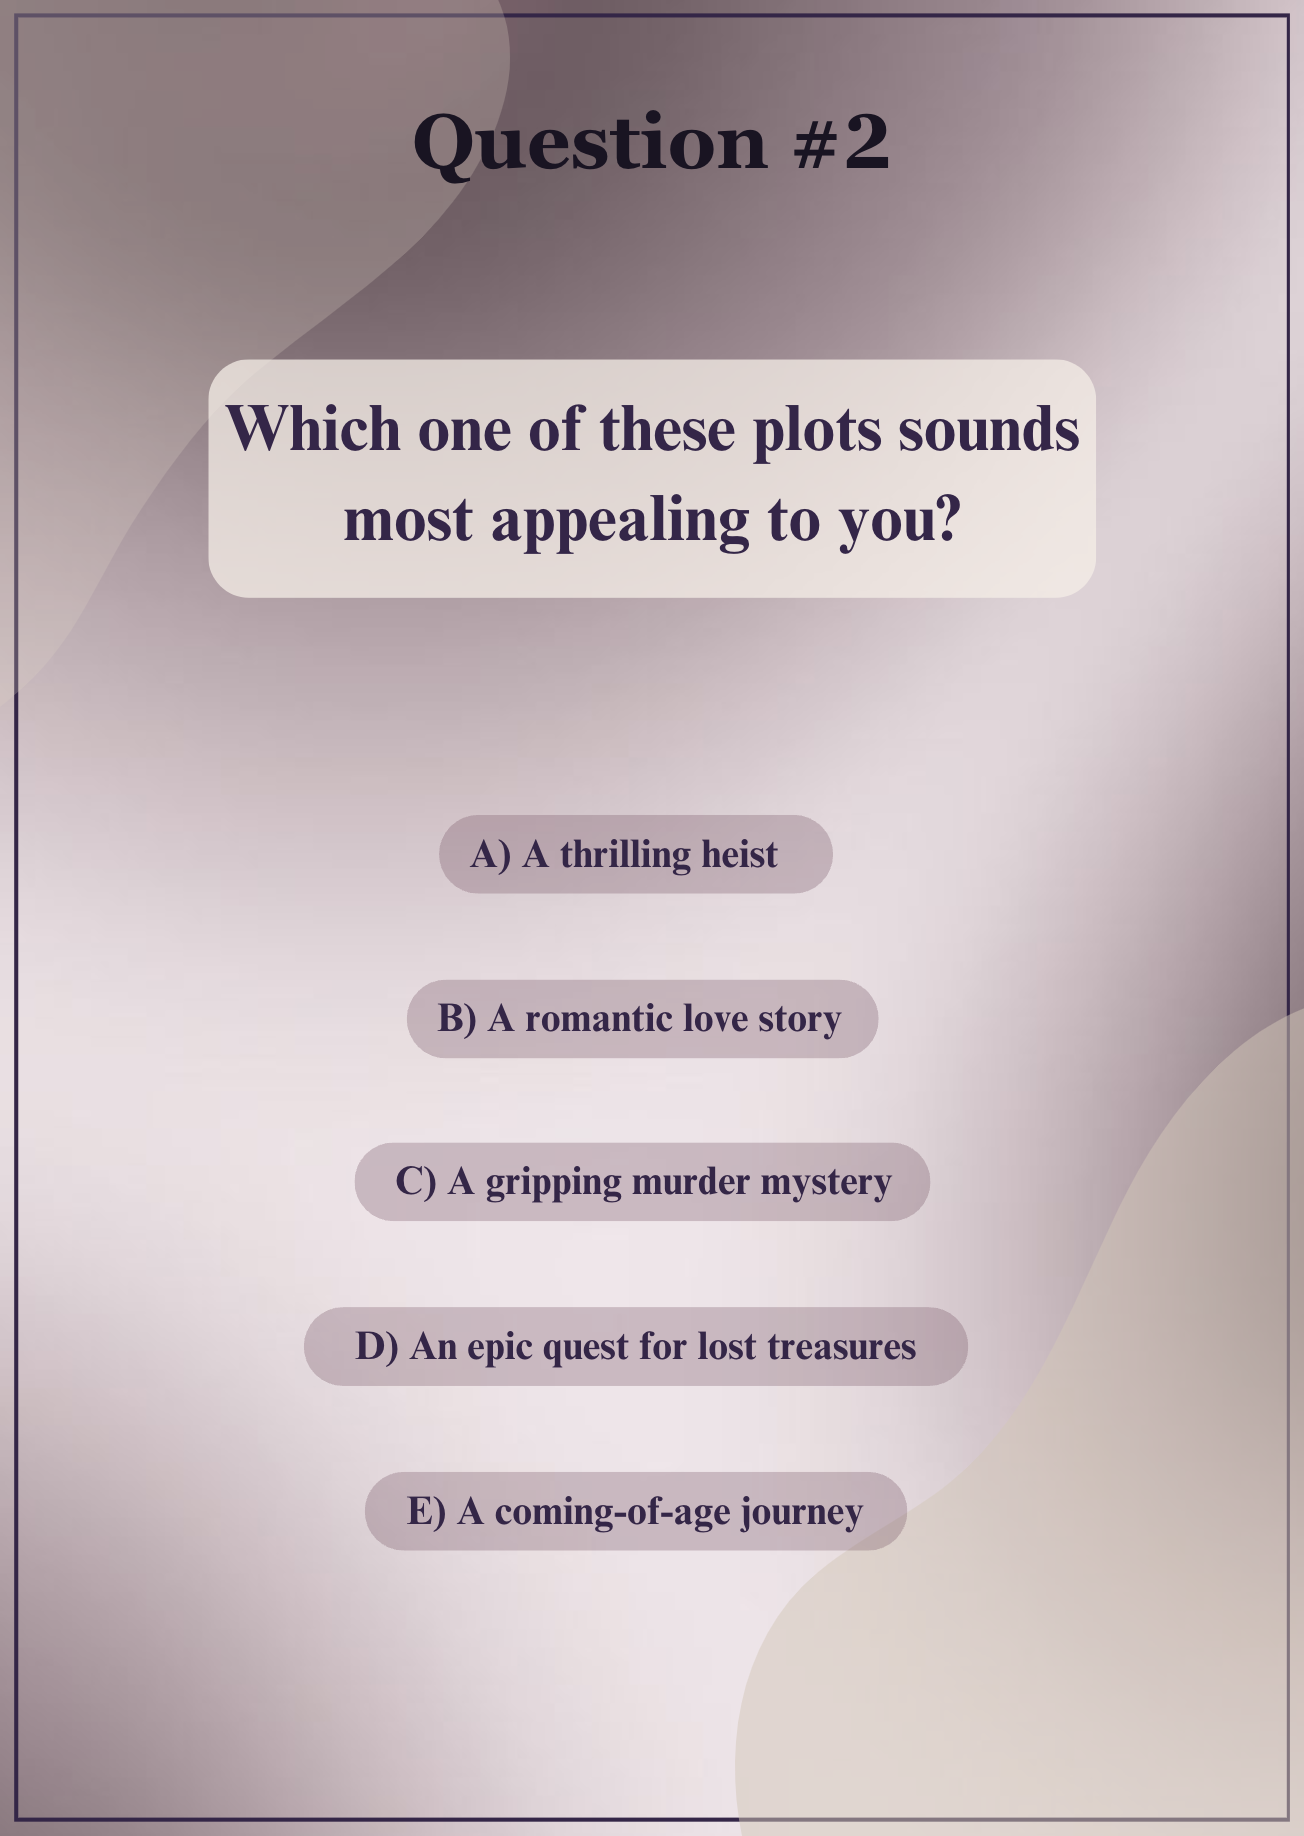 Question #2
Which one of these plots sounds
most appealing to you?
A) A thrilling heist
B) A romantic love story
C) A gripping murder mystery
D) An epic quest for lost treasures
E) A coming-of-age journey